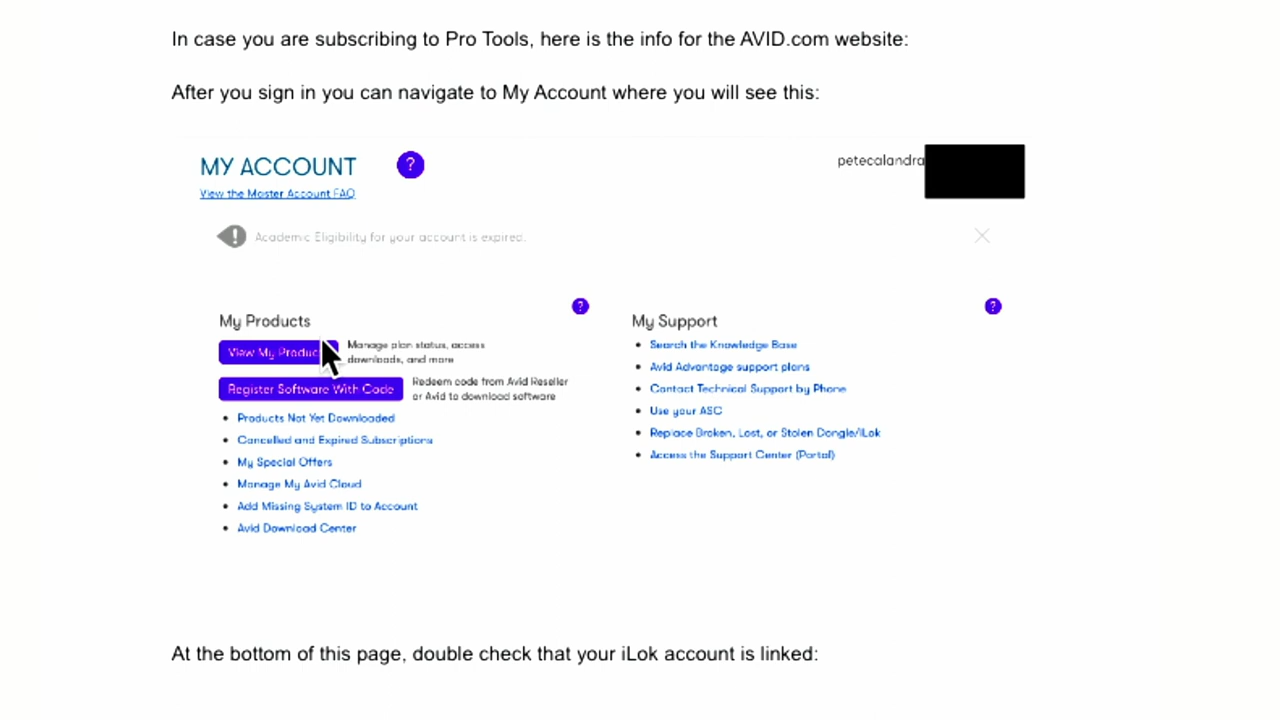 In case you are subscribing to Pro Tools, here is the info for the AVID.com website:
After you sign in you can navigate to My Account where you will see this:
MY ACCOUNT
?
petecalandra
View the Master Account FAQ
Academic Eligibility for your account is expired.
?
My Products
View My Produc
Manage plan status, access
downloads, and more
Register Software With Code
Redeem code from Avid Reseller
or Avid to download software
• Products Not Yet Downloaded
• Cancelled and Expired Subscriptions
• My Special Offers
• Manage My Avid Cloud
• Add Missing System ID to Account
• Avid Download Center
?
My Support
• Search the Knowledge Base
• Avid Advantage support plans
• Contact Technical Support by Phone
• Use your ASC
• Replace Broken, Lost, or Stolen Dongle/iLok
• Access the Support Center (Portal)
At the bottom of this page, double check that your iLok account is linked: